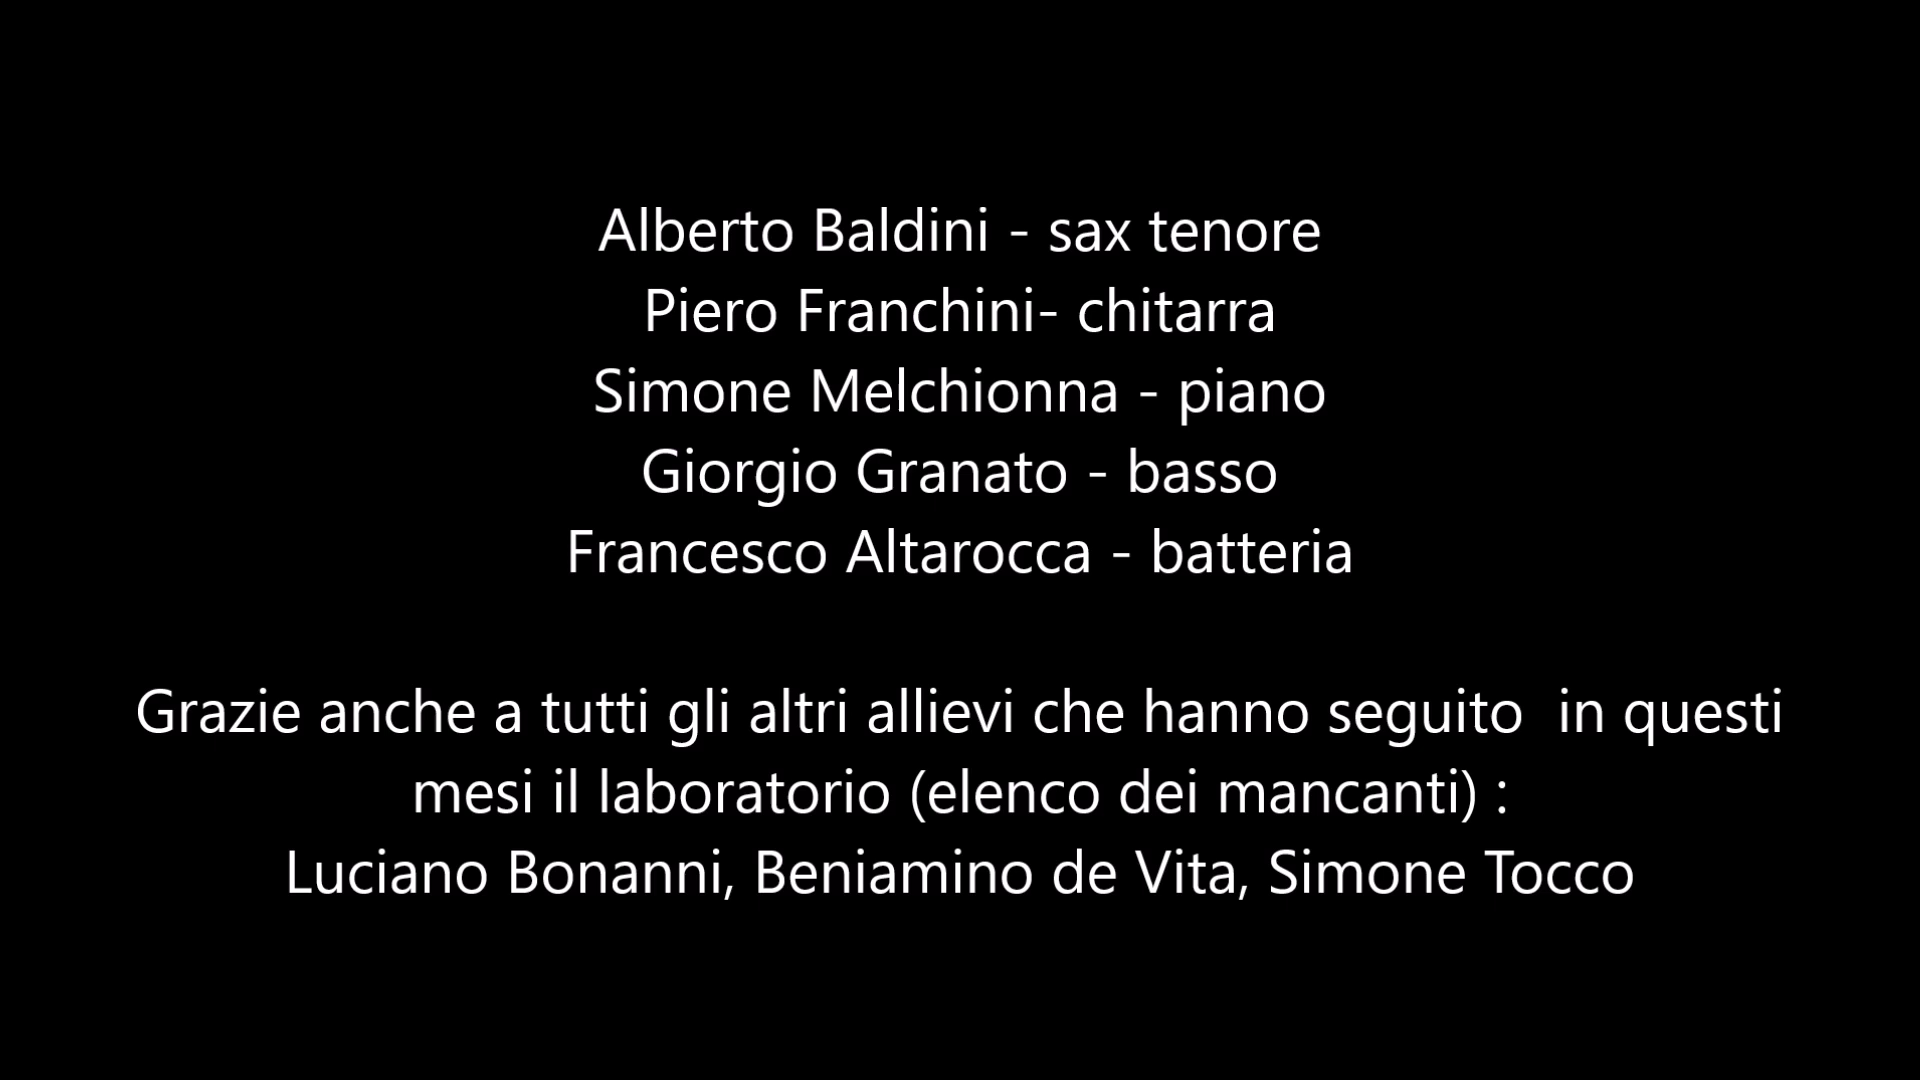 Alberto Baldini - sax tenore
Piero Franchini- chitarra
Simone Melchionna - piano
Giorgio Granato - basso
Francesco Altarocca - batteria
Grazie anche a tutti gli altri allievi che hanno seguito  in questi
mesi il laboratorio (elenco dei mancanti) :
Luciano Bonanni, Beniamino de Vita, Simone Tocco